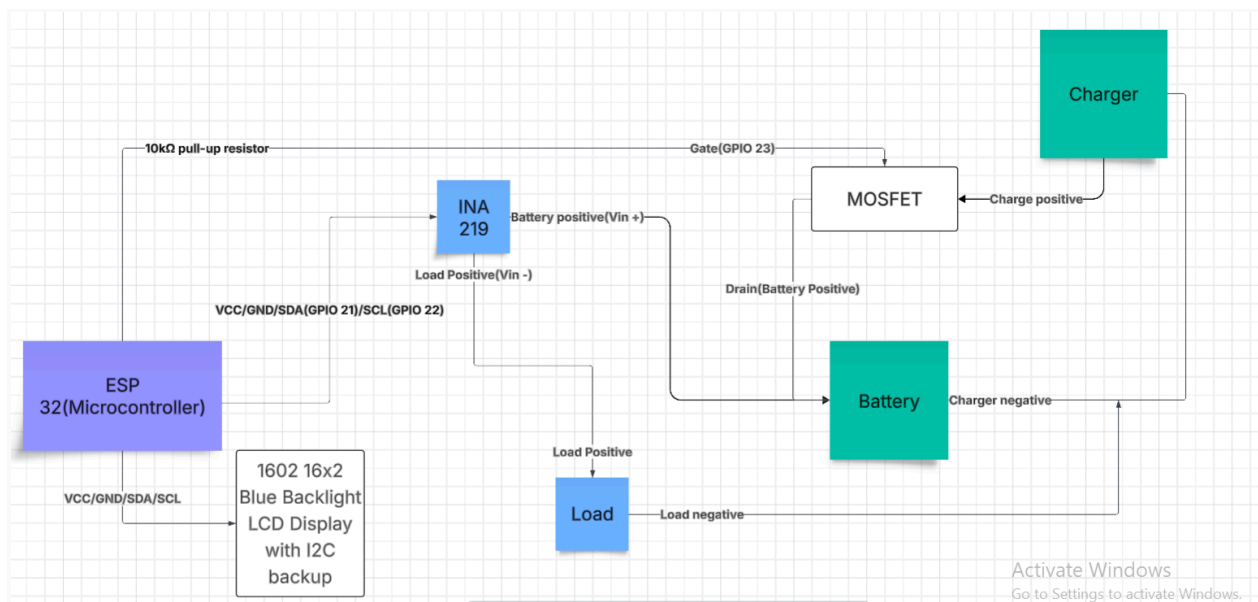 Charger
10kΩ pull-up resistor
Gate(GPIO 23)
MOSFET
Charge positive
INA
219
Battery positive(Vin +)
Load Positive(Vin -)
Drain(Battery Positive)
VCC/GND/SDA(GPIO 21)/SCL(GPIO 22)
ESP
32(Microcontroller)
Battery
Charger negative
Load Positive
1602 16x2
Blue Backlight
LCD Display
with I2C
backup
VCC/GND/SDA/SCL
Load
Load negative
Activate Windows
Go to Settings to activate Windows.